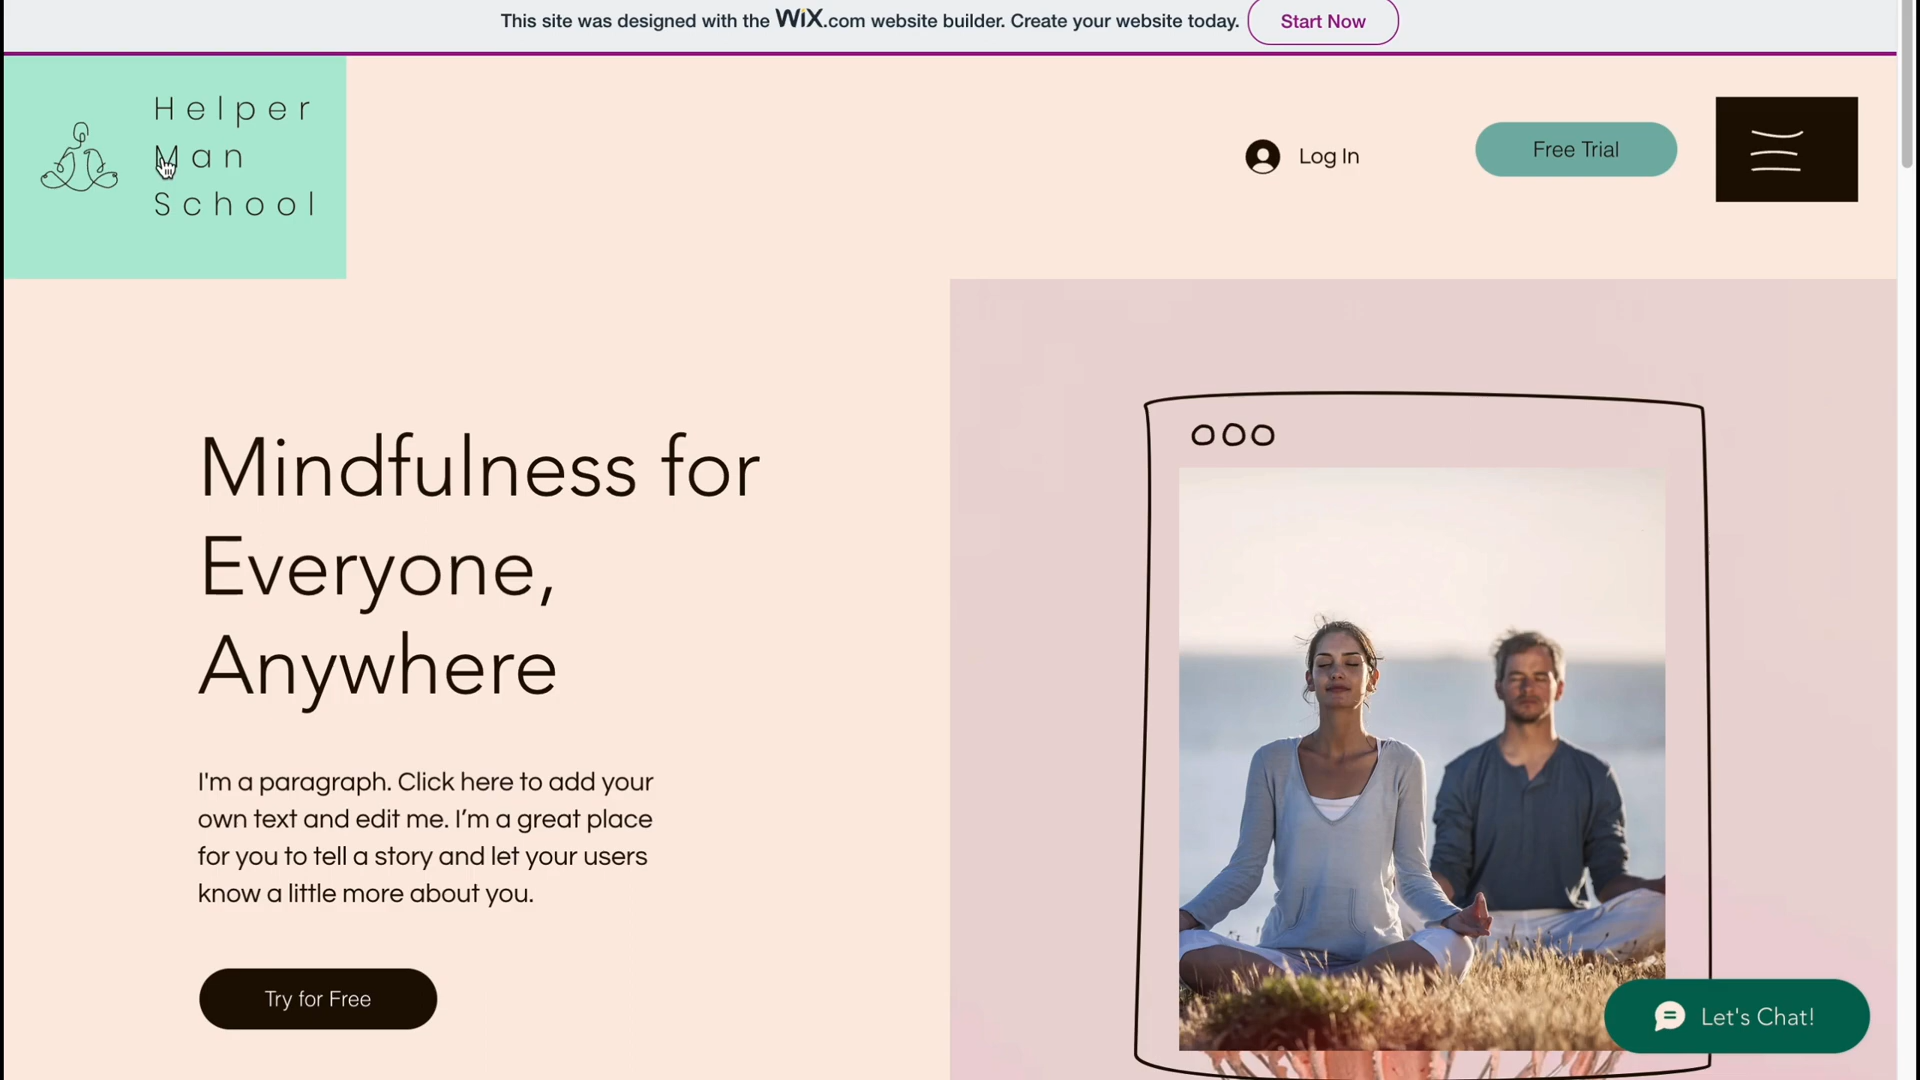 This site was designed with the WiX.com website builder. Create your website today.
Start Now
Helper
Man
School
Log In
Free Trial
Mindfulness for
Everyone,
Anywhere
I'm a paragraph. Click here to add your
own text and edit me. I’m a great place
for you to tell a story and let your users
know a little more about you.
Try for Free
Let's Chat!